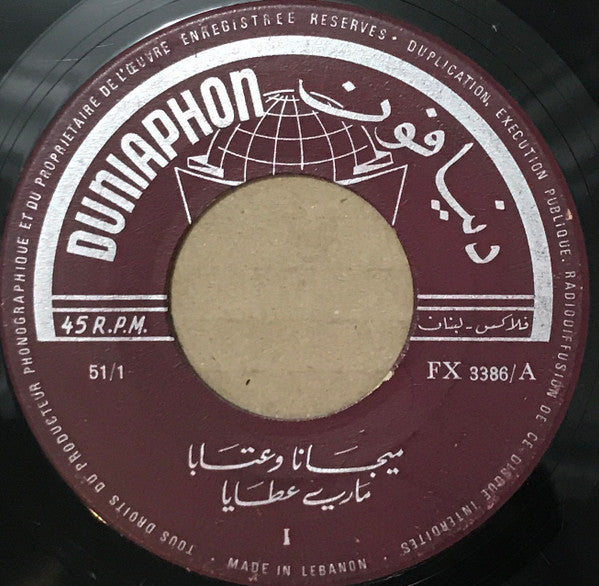 TOUS DROITS DU PRODUCTEUR PHONOGRAPHIQUE ET DU PROPRIETAIRE DE L'ŒUVRE ENREGISTREE RESERVES • DUPLICATION, EXECUTION PUBLIQUE, RADIODIFFUSION DE CE DISQUE INTERDITES •
DUNIAPHON دنيافون
45 R.P.M. فلاكس-لبنان
51/1 FX 3386/A
ميجانا وعتابا
ماري عطايا
I
MADE IN LEBANON